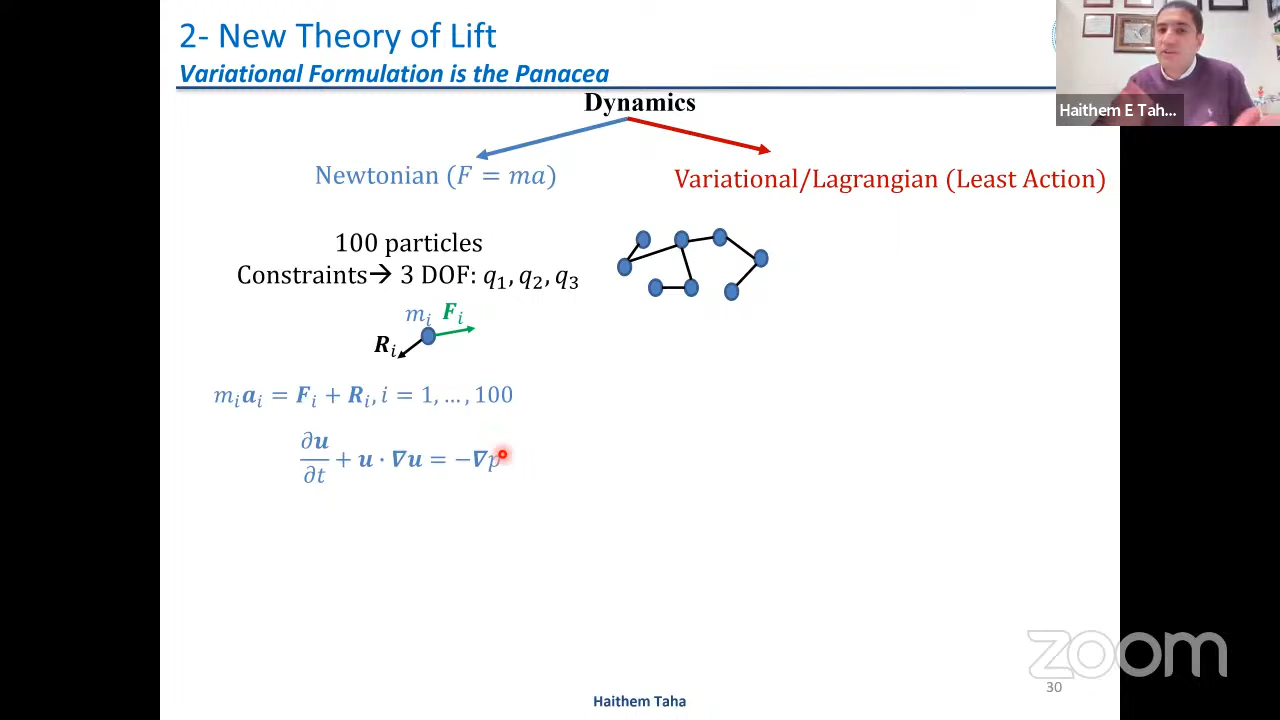 2- New Theory of Lift
Variational Formulation is the Panacea
Haithem E Tah...
Dynamics
Newtonian (F = ma)
Variational/Lagrangian (Least Action)
100 particles
Constraints→ 3 DOF: q₁, q₂, q₃
mᵢ Fᵢ
Rᵢ
mᵢaᵢ = Fᵢ + Rᵢ, i = 1, …, 100
∂u/∂t + u · ∇u = −∇p
zoom
30
Haithem Taha